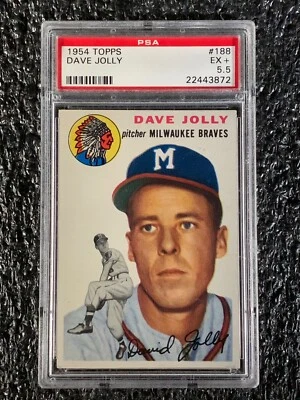 PSA
1954 TOPPS #188
DAVE JOLLY EX +
5.5
22443872
DAVE JOLLY
pitcher MILWAUKEE BRAVES
M
David Jolly